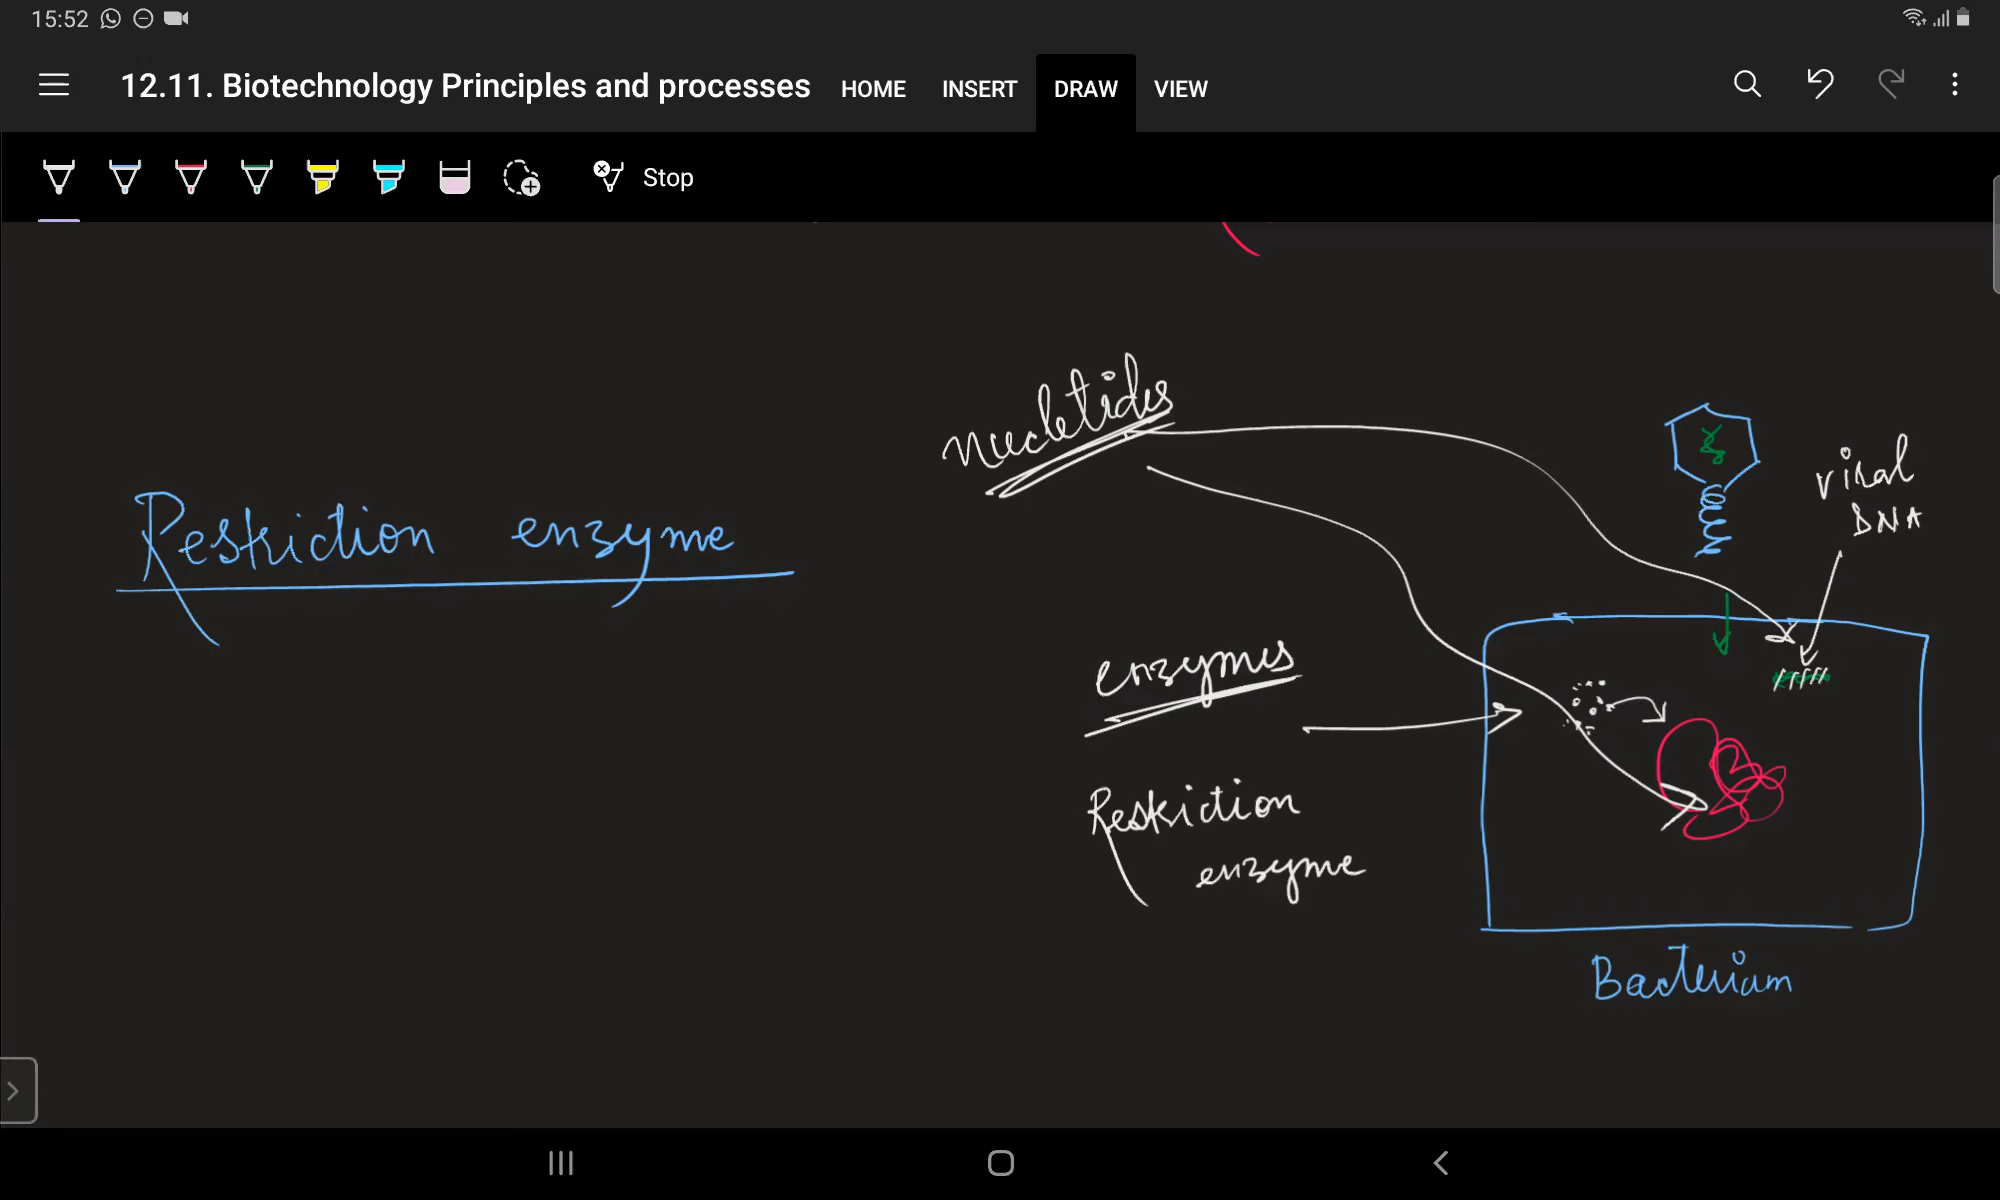 15:52
12.11. Biotechnology Principles and processes HOME INSERT DRAW VIEW
Stop
nucletides
viral
DNA
Restriction enzyme
enzymes
Restriction
enzyme
Bacterium